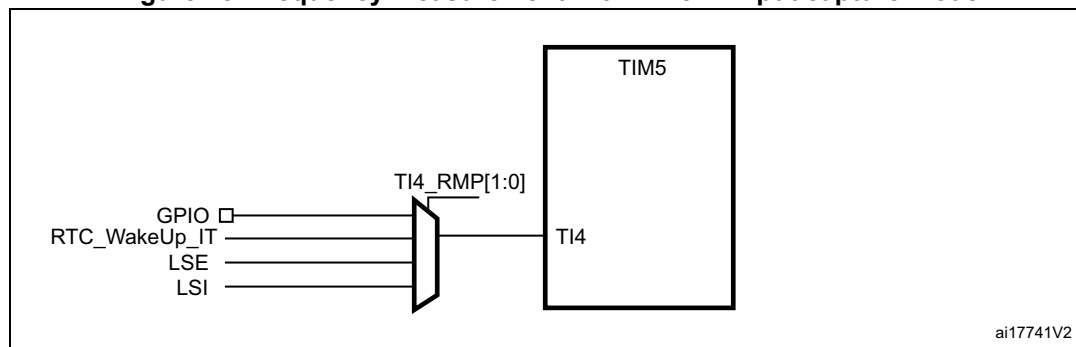 TIM5
TI4_RMP[1:0]
GPIO
RTC_WakeUp_IT
TI4
LSE
LSI
ai17741V2